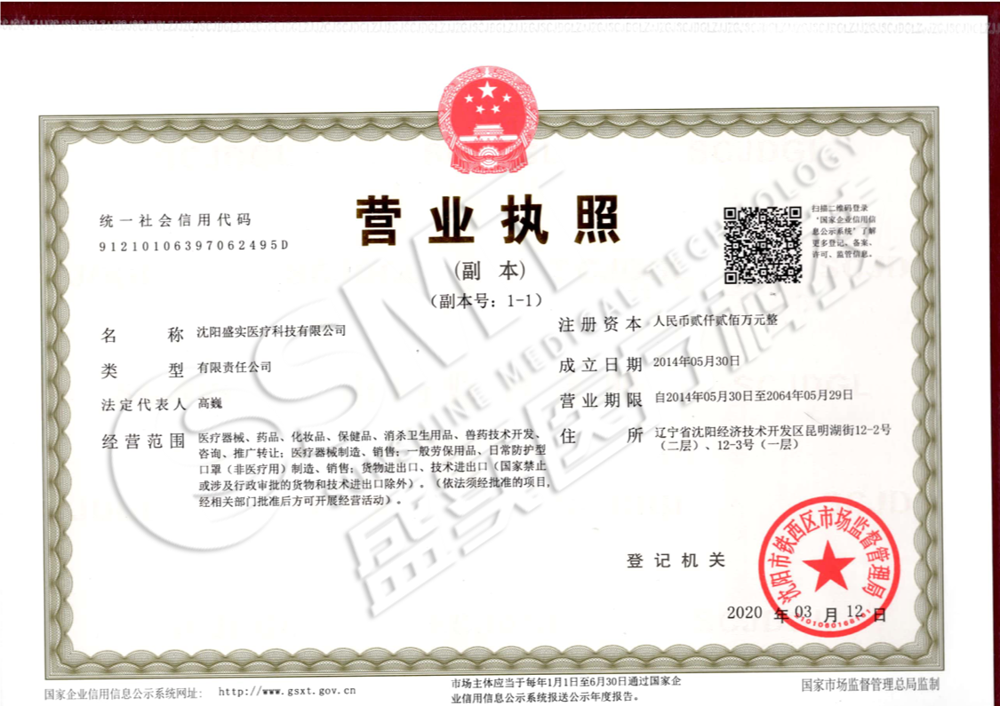 统一社会信用代码
91210106397062495D
营业执照
(副 本)
(副本号：1-1)
扫描二维码登录
‘国家企业信用信
息公示系统’了解
更多登记、备案、
许可、监管信息。
名 称 沈阳盛实医疗科技有限公司
类 型 有限责任公司
法定代表人 高巍
经营范围 医疗器械、药品、化妆品、保健品、消杀卫生用品、兽药技术开发、
咨询、推广转让；医疗器械制造、销售；一般劳保用品、日常防护型
口罩（非医疗用）制造、销售；货物进出口、技术进出口（国家禁止
或涉及行政审批的货物和技术进出口除外）。（依法须经批准的项目，
经相关部门批准后方可开展经营活动）。
注册资本 人民币贰仟贰佰万元整
成立日期 2014年05月30日
营业期限 自2014年05月30日至2064年05月29日
住 所 辽宁省沈阳经济技术开发区昆明湖街12-2号
（二层）、12-3号（一层）
SSMT
SUNSHINE MEDICAL TECHNOLOGY
盛实医疗科技
登记机关
沈阳市铁西区市场监督管理局
2020 年 03 月 12 日
国家企业信用信息公示系统网址： http://www.gsxt.gov.cn
市场主体应当于每年1月1日至6月30日通过国家企
业信用信息公示系统报送公示年度报告。
国家市场监督管理总局监制